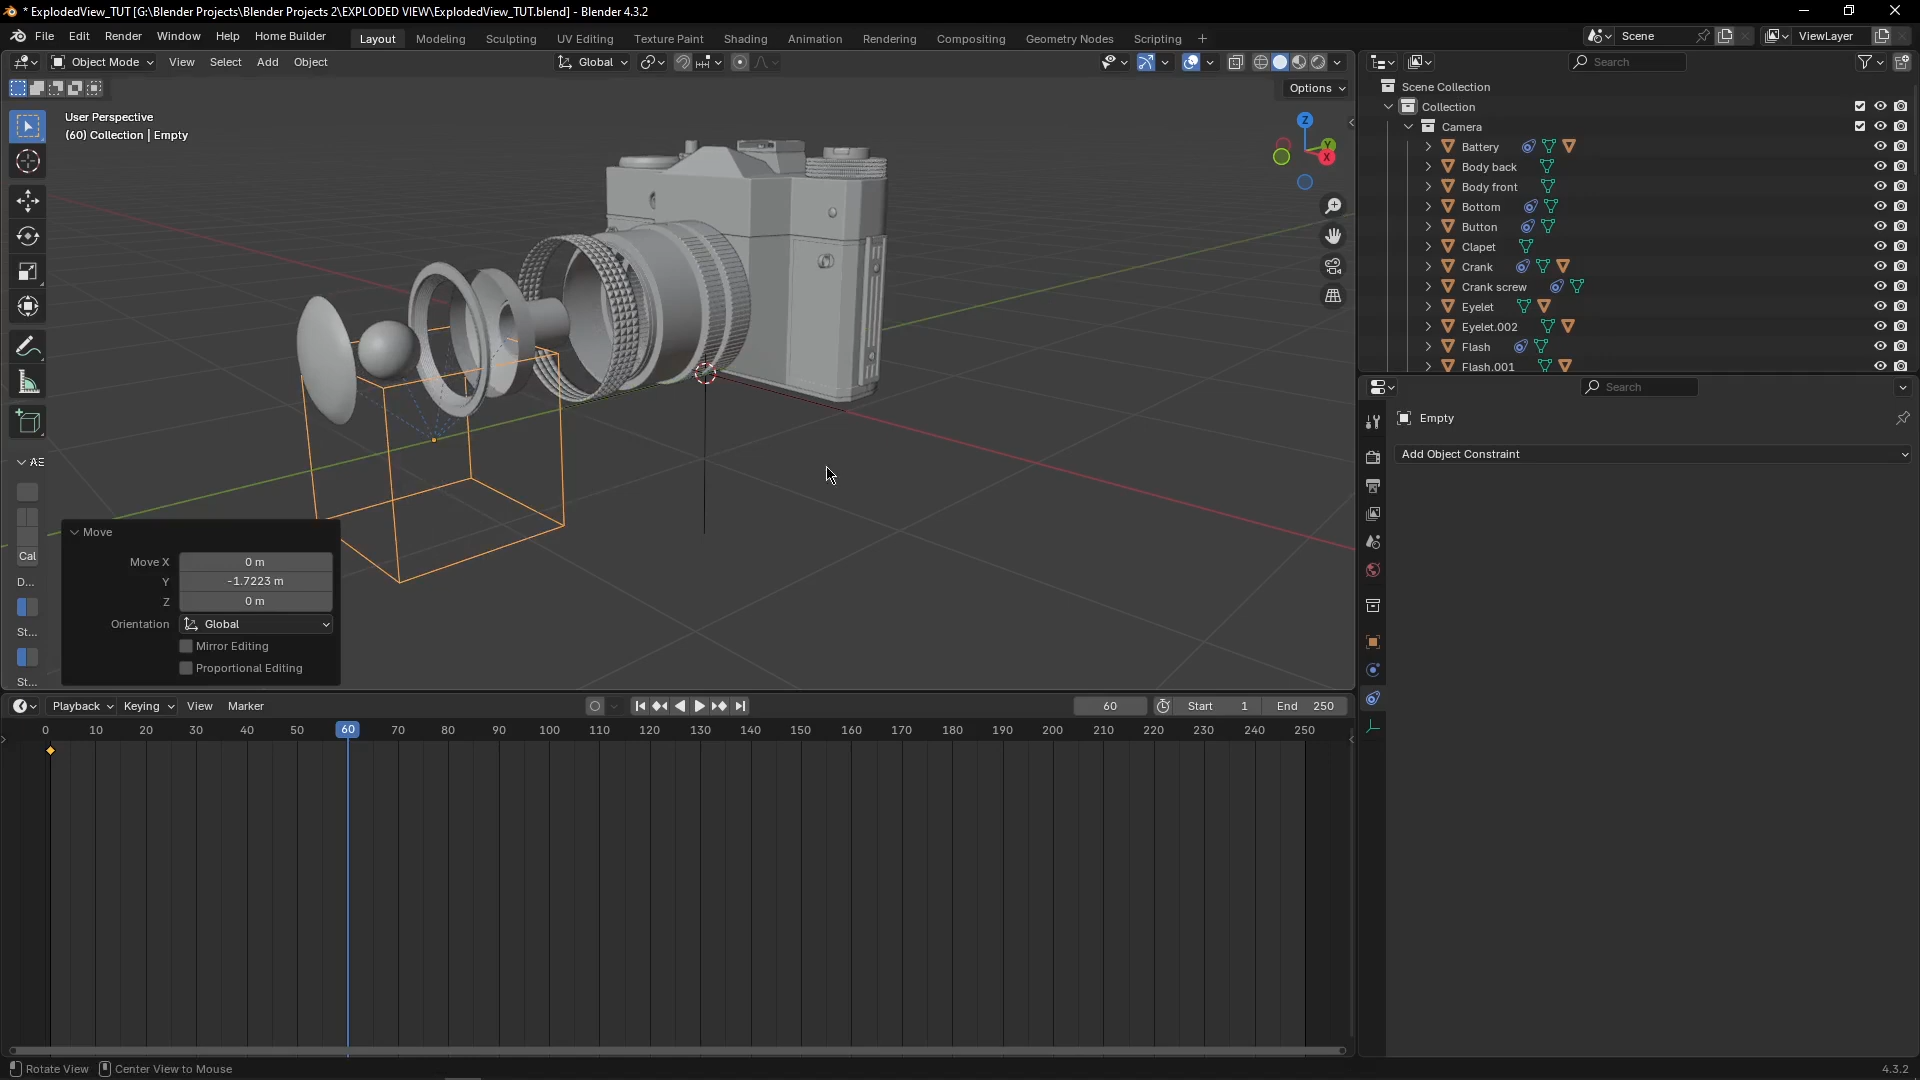 * ExplodedView_TUT [G:\Blender Projects\Blender Projects 2\EXPLODED VIEW\ExplodedView_TUT.blend] - Blender 4.3.2
File Edit Render Window Help Home Builder Layout Modeling Sculpting UV Editing Texture Paint Shading Animation Rendering Compositing Geometry Nodes Scripting + Scene ViewLayer
Object Mode View Select Add Object Global Search
Options
User Perspective
(60) Collection | Empty
Z
Y
X
Scene Collection
Collection
Camera
Battery
Body back
Body front
Bottom
Button
Clapet
Crank
Crank screw
Eyelet
Eyelet.002
Flash
Flash.001
Search
Empty
Add Object Constraint
Cal
D...
St...
St...
Move
Move X 0 m
Y -1.7223 m
Z 0 m
Orientation Global
Mirror Editing
Proportional Editing
Playback Keying View Marker 60 Start 1 End 250
0 10 20 30 40 50 60 70 80 90 100 110 120 130 140 150 160 170 180 190 200 210 220 230 240 250
Rotate View Center View to Mouse 4.3.2